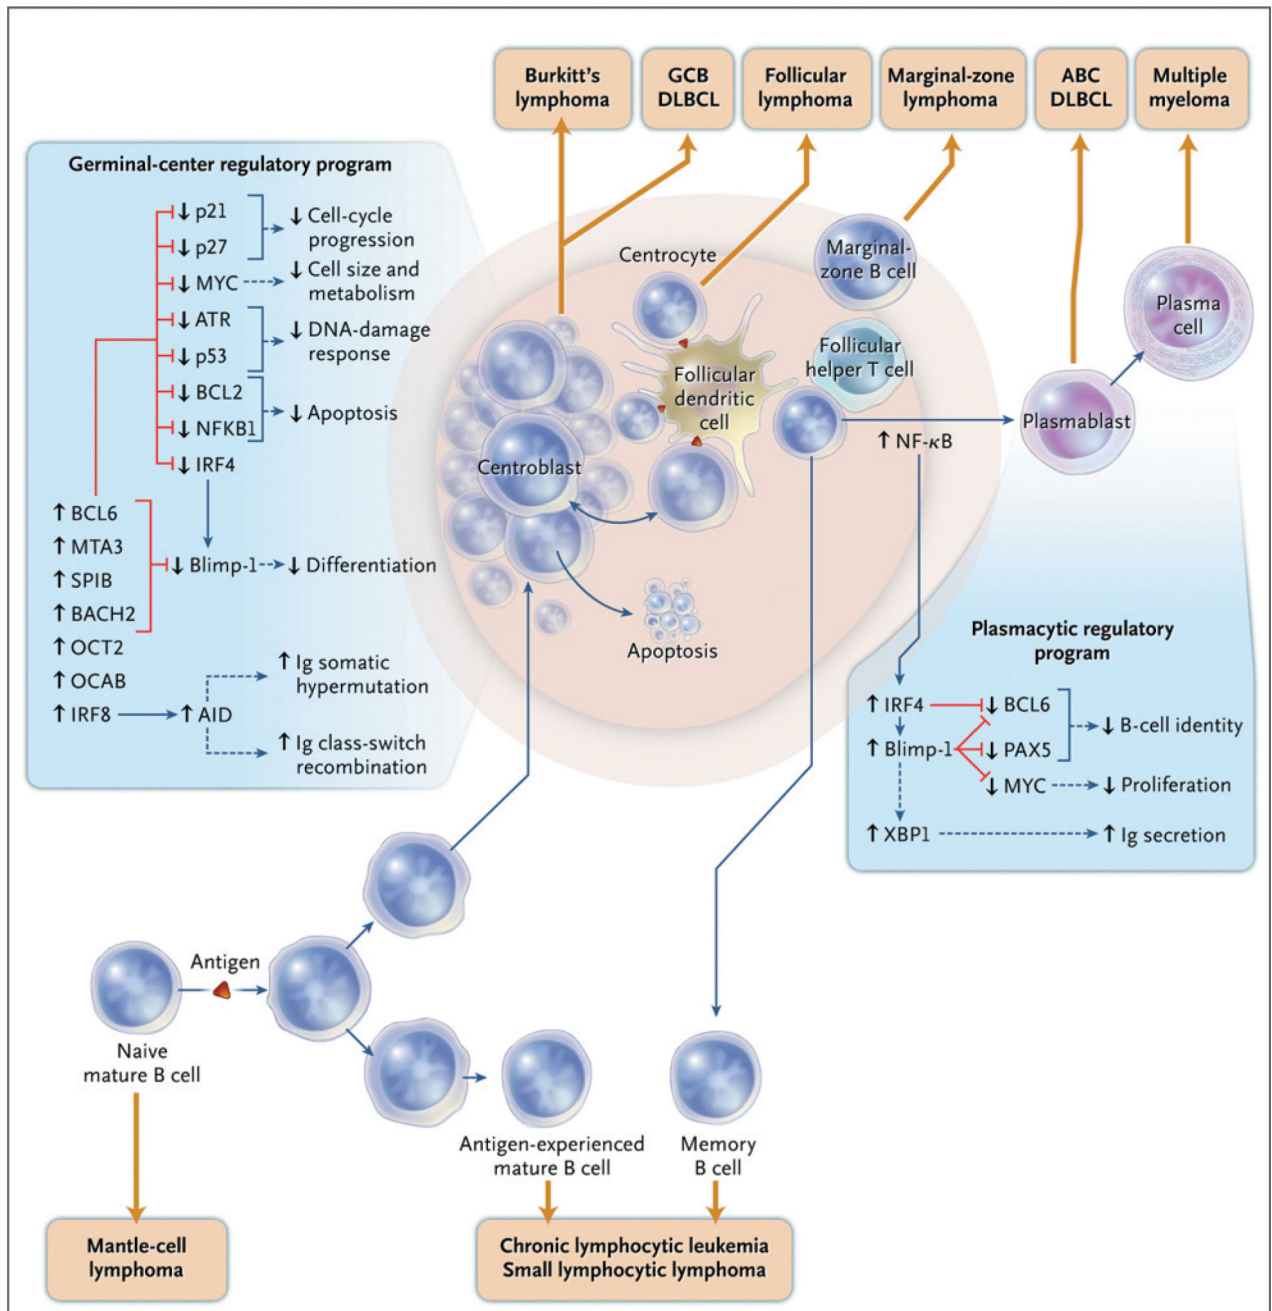 Burkitt's
lymphoma
GCB
DLBCL
Follicular
lymphoma
Marginal-zone
lymphoma
ABC
DLBCL
Multiple
myeloma
Germinal-center regulatory program
↓ p21
↓ p27
↓ Cell-cycle
progression
↓ MYC
↓ Cell size and
metabolism
↓ ATR
↓ p53
↓ DNA-damage
response
↓ BCL2
↓ NFKB1
↓ Apoptosis
↓ IRF4
↑ BCL6
↑ MTA3
↑ SPIB
↑ BACH2
↑ OCT2
↑ OCAB
↑ IRF8
↓ Blimp-1
↓ Differentiation
↑ AID
↑ Ig somatic
hypermutation
↑ Ig class-switch
recombination
Centrocyte
Marginal-
zone B cell
Follicular
helper T cell
Follicular
dendritic
cell
Centroblast
Apoptosis
↑ NF-κB
Plasmablast
Plasma
cell
Plasmacytic regulatory
program
↑ IRF4
↓ BCL6
↑ Blimp-1
↓ PAX5
↓ B-cell identity
↓ MYC
↓ Proliferation
↑ XBP1
↑ Ig secretion
Antigen
Naive
mature B cell
Antigen-experienced
mature B cell
Memory
B cell
Mantle-cell
lymphoma
Chronic lymphocytic leukemia
Small lymphocytic lymphoma